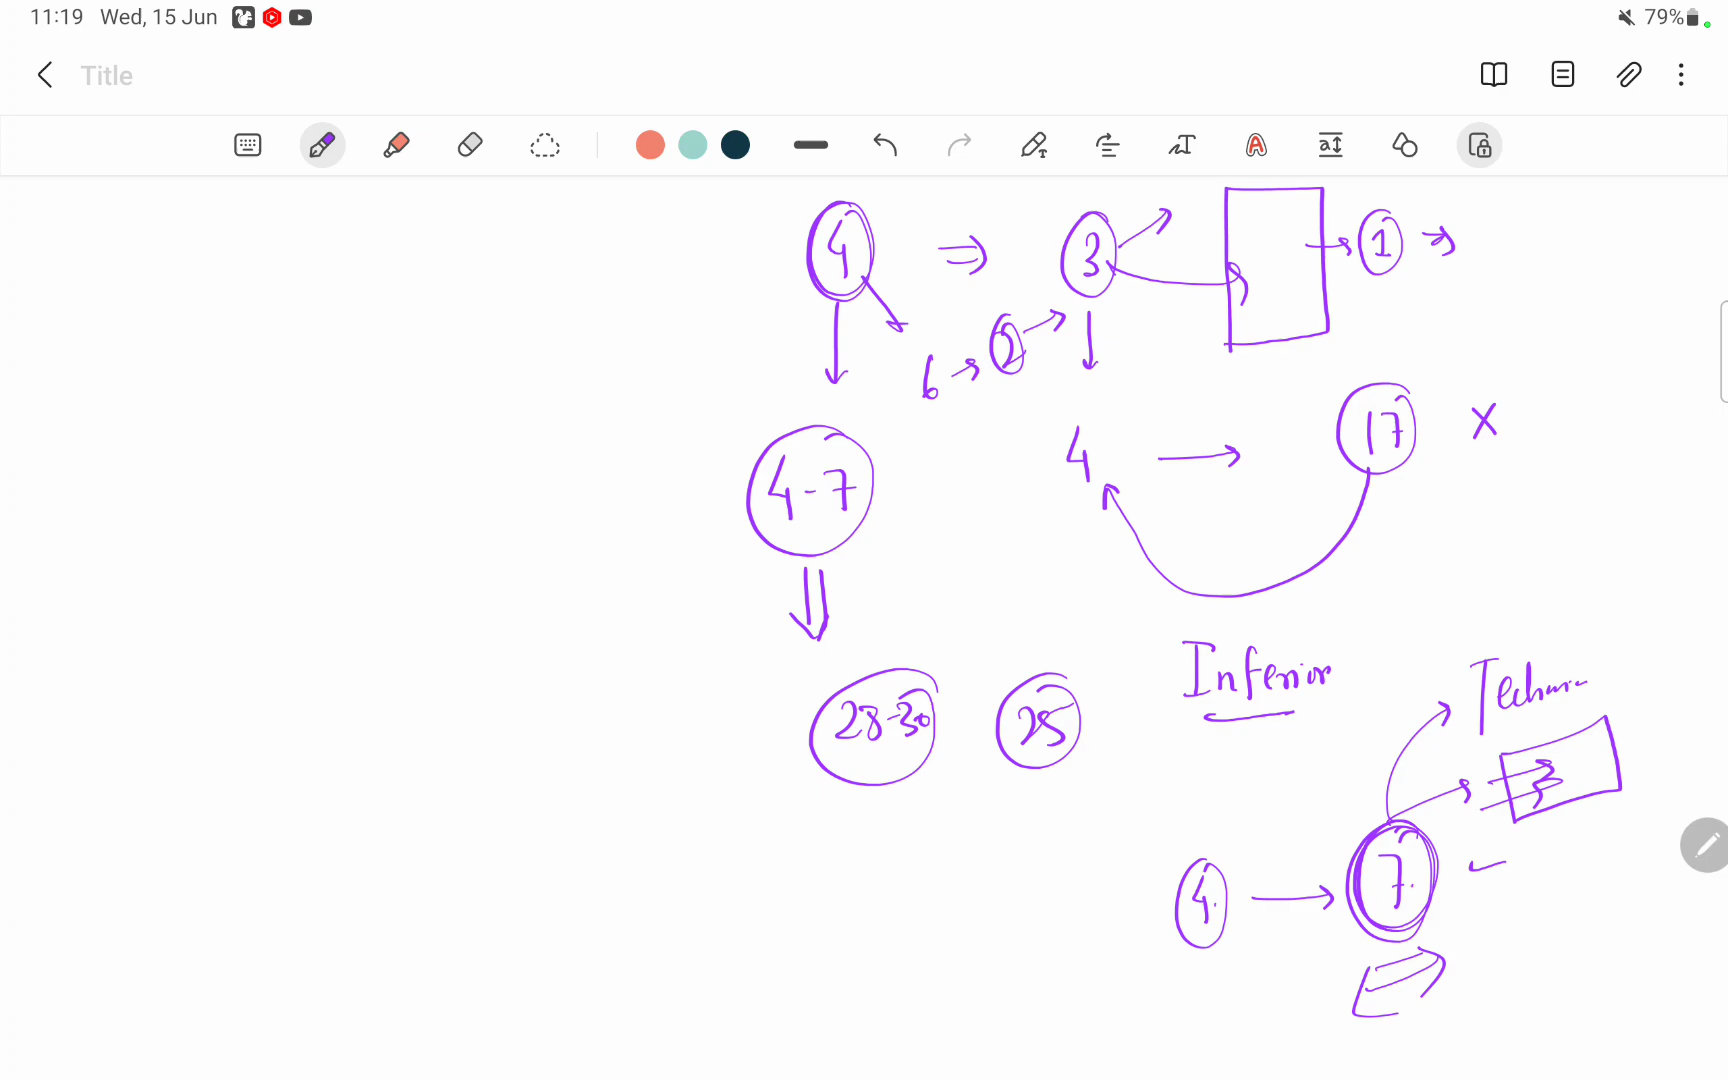 11:19 Wed, 15 Jun
79%
Title
4 ⇒ 3 → 1 →
6 → 2
4 → 17 X
4-7
Inferior
28-30 25
3
4 → 7